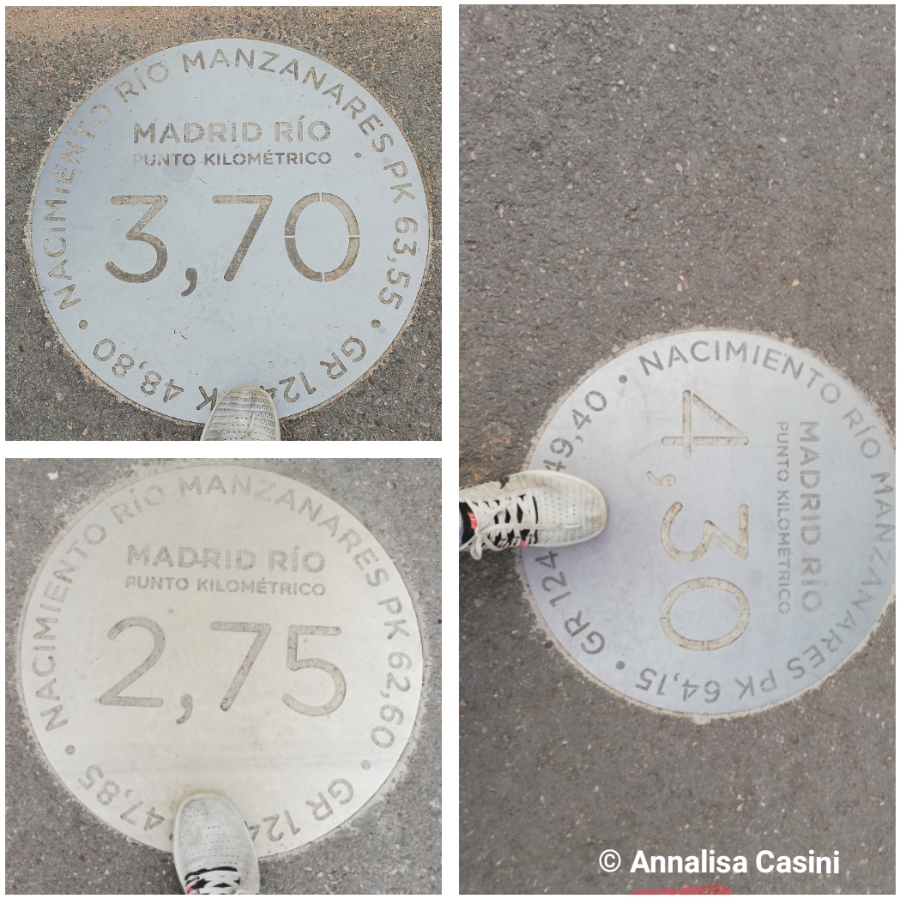 NACIMIENTO RÍO MANZANARES PK 63,55 • GR 124 PK 48,80 •
MADRID RÍO
PUNTO KILOMÉTRICO
3,70
NACIMIENTO RÍO MANZANARES PK 62,60 • GR 124 47,85 •
MADRID RÍO
PUNTO KILOMÉTRICO
2,75
NACIMIENTO RÍO MANZANARES PK 64,15 • GR 124 49,40 •
MADRID RÍO
PUNTO KILOMÉTRICO
4,30
© Annalisa Casini